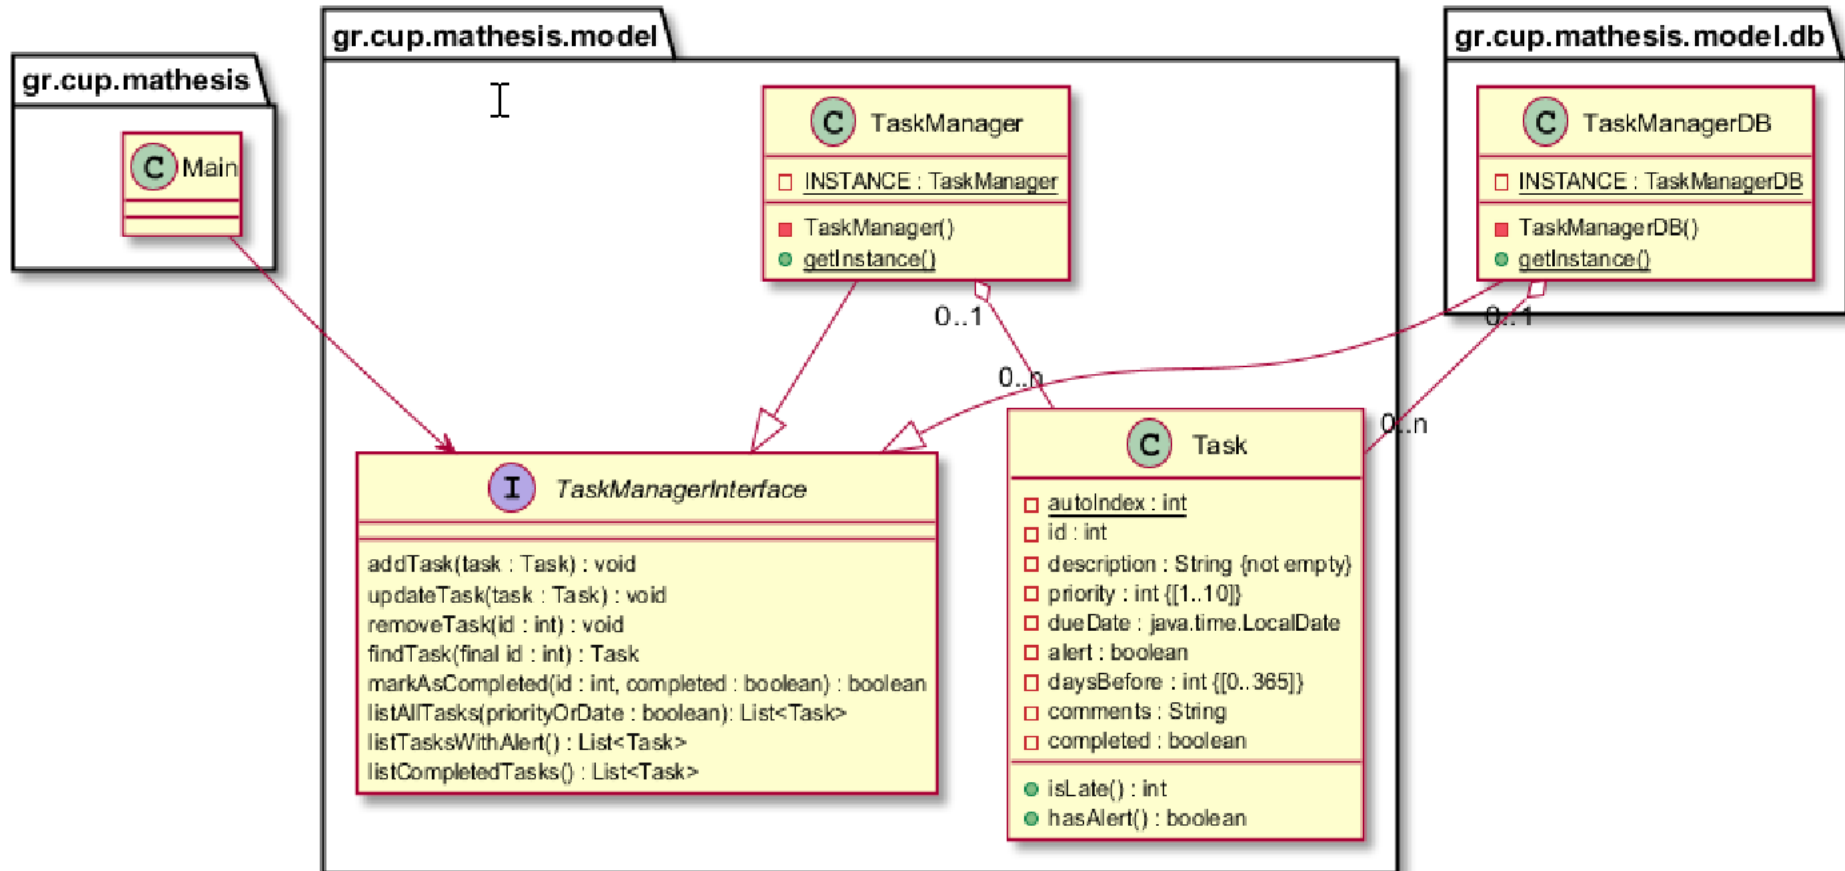 gr.cup.mathesis
C Main
gr.cup.mathesis.model
C TaskManager
INSTANCE : TaskManager
TaskManager()
getInstance()
0..1
0..n
I TaskManagerInterface
addTask(task : Task) : void
updateTask(task : Task) : void
removeTask(id : int) : void
findTask(final id : int) : Task
markAsCompleted(id : int, completed : boolean) : boolean
listAllTasks(priorityOrDate : boolean): List<Task>
listTasksWithAlert() : List<Task>
listCompletedTasks() : List<Task>
C Task
autoIndex : int
id : int
description : String {not empty}
priority : int {[1..10]}
dueDate : java.time.LocalDate
alert : boolean
daysBefore : int {[0..365]}
comments : String
completed : boolean
isLate() : int
hasAlert() : boolean
gr.cup.mathesis.model.db
C TaskManagerDB
INSTANCE : TaskManagerDB
TaskManagerDB()
getInstance()
0..1
0..n